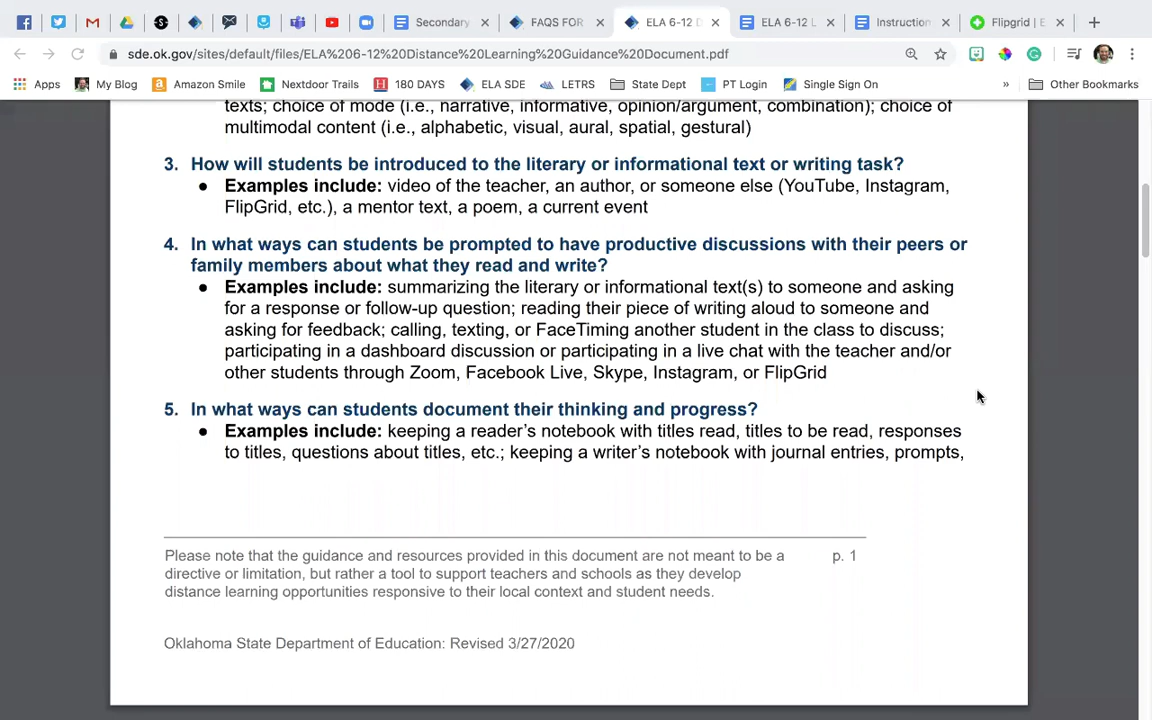 Secondary
FAQS FOR
ELA 6-12 D
ELA 6-12 L
Instruction
Flipgrid | E
sde.ok.gov/sites/default/files/ELA%206-12%20Distance%20Learning%20Guidance%20Document.pdf
Apps My Blog Amazon Smile Nextdoor Trails 180 DAYS ELA SDE LETRS State Dept PT Login Single Sign On » Other Bookmarks
texts; choice of mode (i.e., narrative, informative, opinion/argument, combination); choice of
multimodal content (i.e., alphabetic, visual, aural, spatial, gestural)
3. How will students be introduced to the literary or informational text or writing task?
● Examples include: video of the teacher, an author, or someone else (YouTube, Instagram,
FlipGrid, etc.), a mentor text, a poem, a current event
4. In what ways can students be prompted to have productive discussions with their peers or
family members about what they read and write?
● Examples include: summarizing the literary or informational text(s) to someone and asking
for a response or follow-up question; reading their piece of writing aloud to someone and
asking for feedback; calling, texting, or FaceTiming another student in the class to discuss;
participating in a dashboard discussion or participating in a live chat with the teacher and/or
other students through Zoom, Facebook Live, Skype, Instagram, or FlipGrid
5. In what ways can students document their thinking and progress?
● Examples include: keeping a reader's notebook with titles read, titles to be read, responses
to titles, questions about titles, etc.; keeping a writer's notebook with journal entries, prompts,
Please note that the guidance and resources provided in this document are not meant to be a p. 1
directive or limitation, but rather a tool to support teachers and schools as they develop
distance learning opportunities responsive to their local context and student needs.
Oklahoma State Department of Education: Revised 3/27/2020